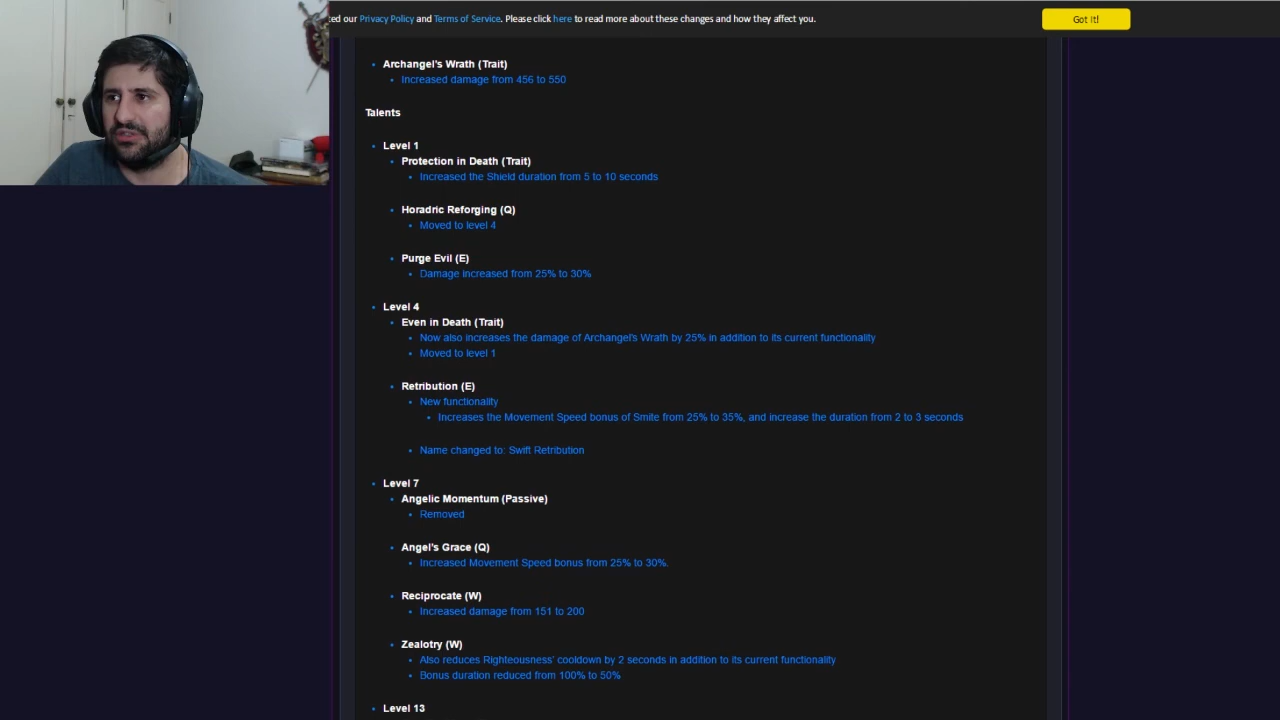 ted our Privacy Policy and Terms of Service. Please click here to read more about these changes and how they affect you.
Got it!
Archangel's Wrath (Trait)
Increased damage from 456 to 550
Talents
Level 1
Protection in Death (Trait)
Increased the Shield duration from 5 to 10 seconds
Horadric Reforging (Q)
Moved to level 4
Purge Evil (E)
Damage increased from 25% to 30%
Level 4
Even in Death (Trait)
Now also increases the damage of Archangel's Wrath by 25% in addition to its current functionality
Moved to level 1
Retribution (E)
New functionality
Increases the Movement Speed bonus of Smite from 25% to 35%, and increase the duration from 2 to 3 seconds
Name changed to: Swift Retribution
Level 7
Angelic Momentum (Passive)
Removed
Angel's Grace (Q)
Increased Movement Speed bonus from 25% to 30%.
Reciprocate (W)
Increased damage from 151 to 200
Zealotry (W)
Also reduces Righteousness' cooldown by 2 seconds in addition to its current functionality
Bonus duration reduced from 100% to 50%
Level 13